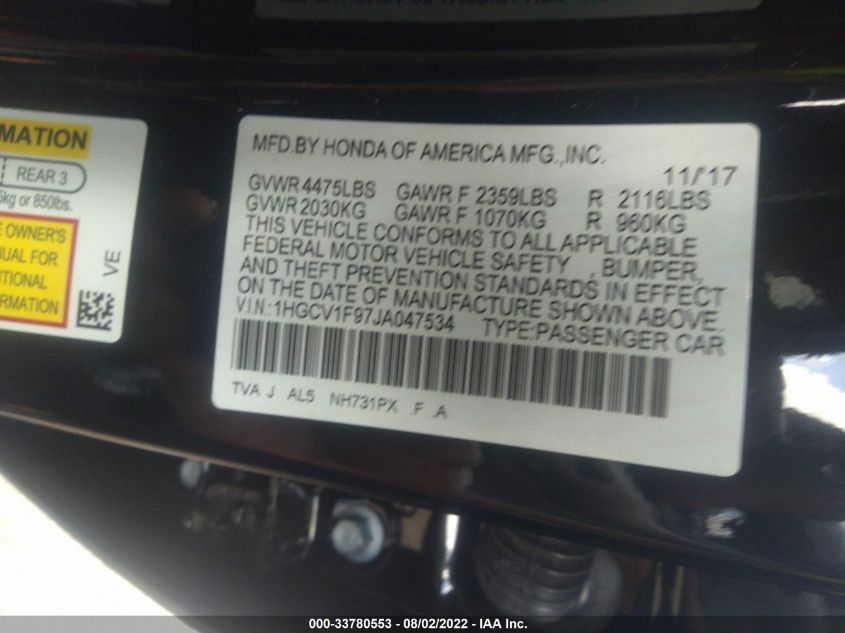 MATION
REAR 3
kg or 850lbs.
OWNER'S
FOR
VE
MFD.BY HONDA OF AMERICA MFG.,INC.
11/'17
GVWR 4475LBS GAWR F 2359LBS R 2116LBS
GVWR 2030KG GAWR F 1070KG R 960KG
THIS VEHICLE CONFORMS TO ALL APPLICABLE
FEDERAL MOTOR VEHICLE SAFETY , BUMPER,
AND THEFT PREVENTION STANDARDS IN EFFECT
ON THE DATE OF MANUFACTURE SHOWN ABOVE.
V.I.N.:1HGCV1F97JA047534 TYPE:PASSENGER CAR
TVA J AL5 NH731PX .F .A
000-33780553 — 08/02/2022 — IAA Inc.